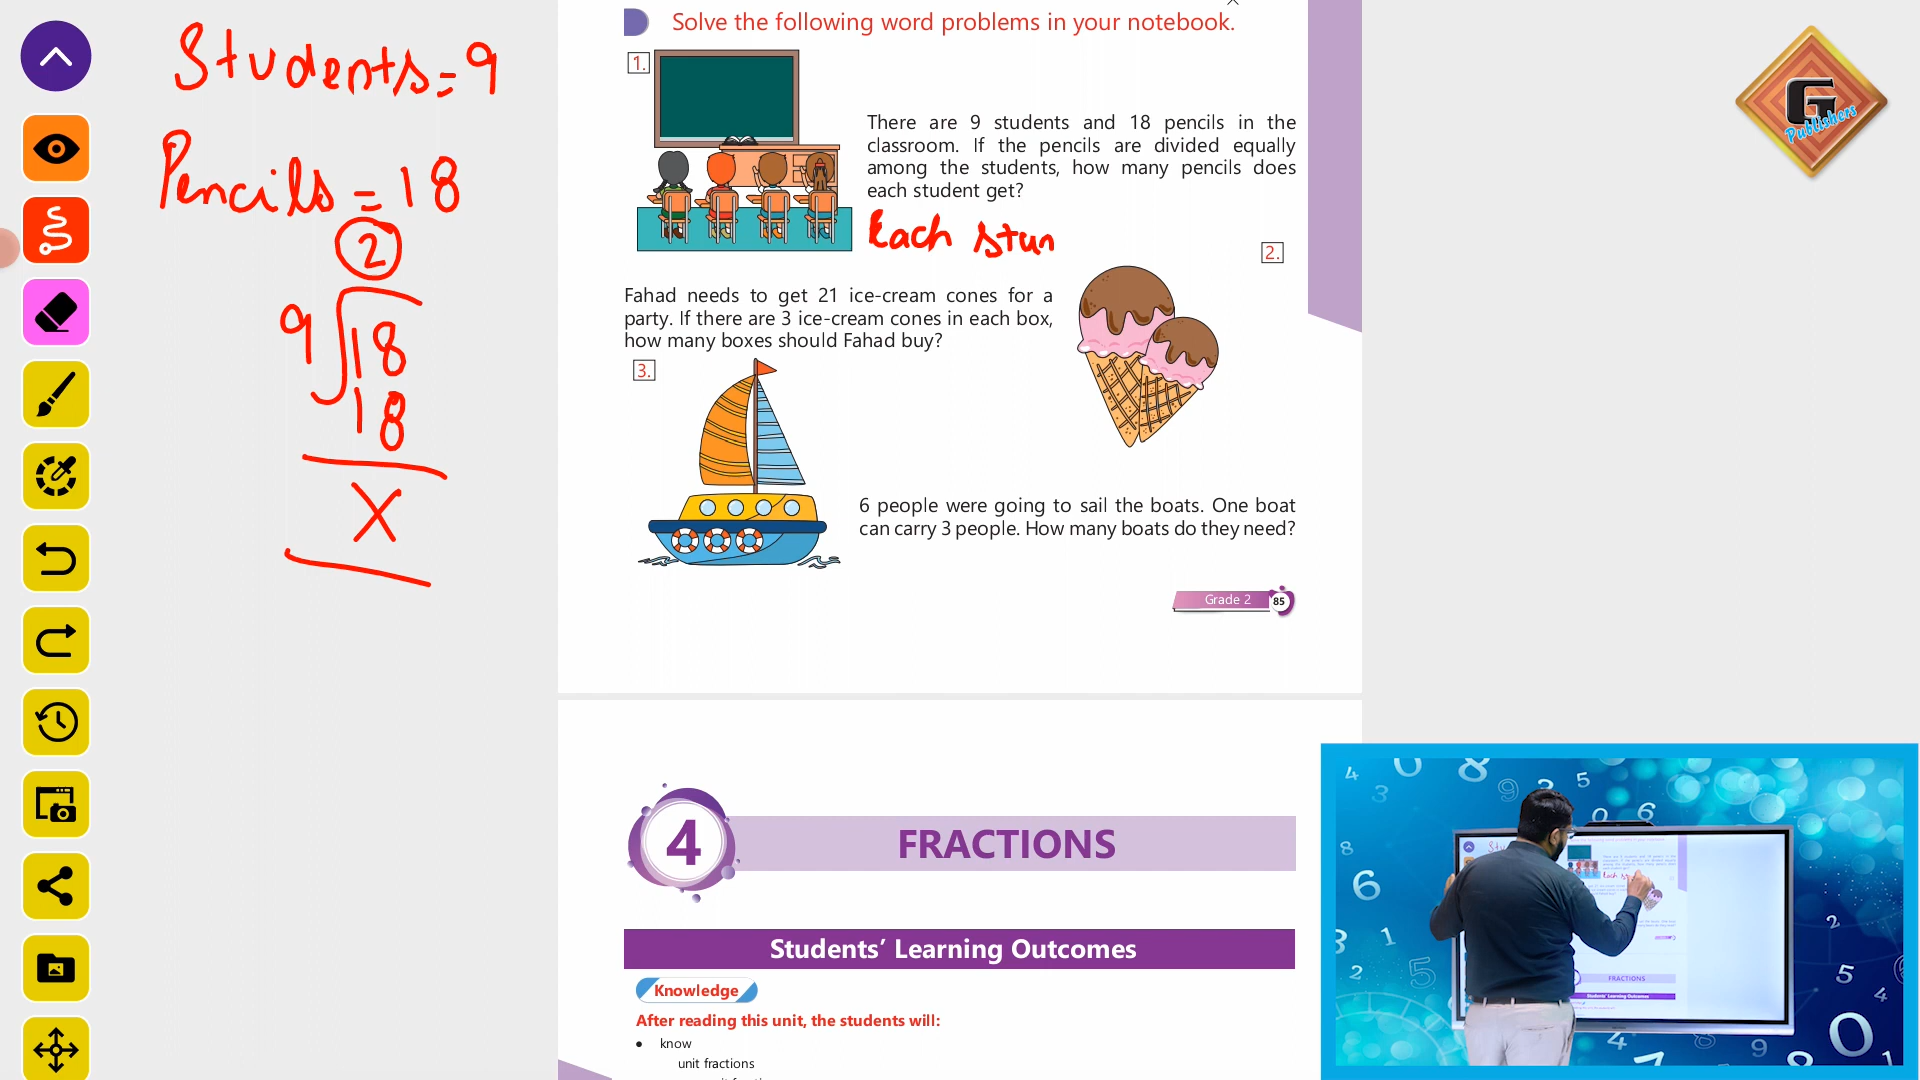 Students=9
Pencils=18
2
9 18
18
X
Solve the following word problems in your notebook.
1.
There are 9 students and 18 pencils in the
classroom. If the pencils are divided equally
among the students, how many pencils does
each student get?
Each stun
2.
Fahad needs to get 21 ice-cream cones for a
party. If there are 3 ice-cream cones in each box,
how many boxes should Fahad buy?
3.
6 people were going to sail the boats. One boat
can carry 3 people. How many boats do they need?
Grade 2 85
4 FRACTIONS
Students’ Learning Outcomes
Knowledge
After reading this unit, the students will:
• know
unit fractions
G
Publishers
FRACTIONS
Students’ Learning Outcomes